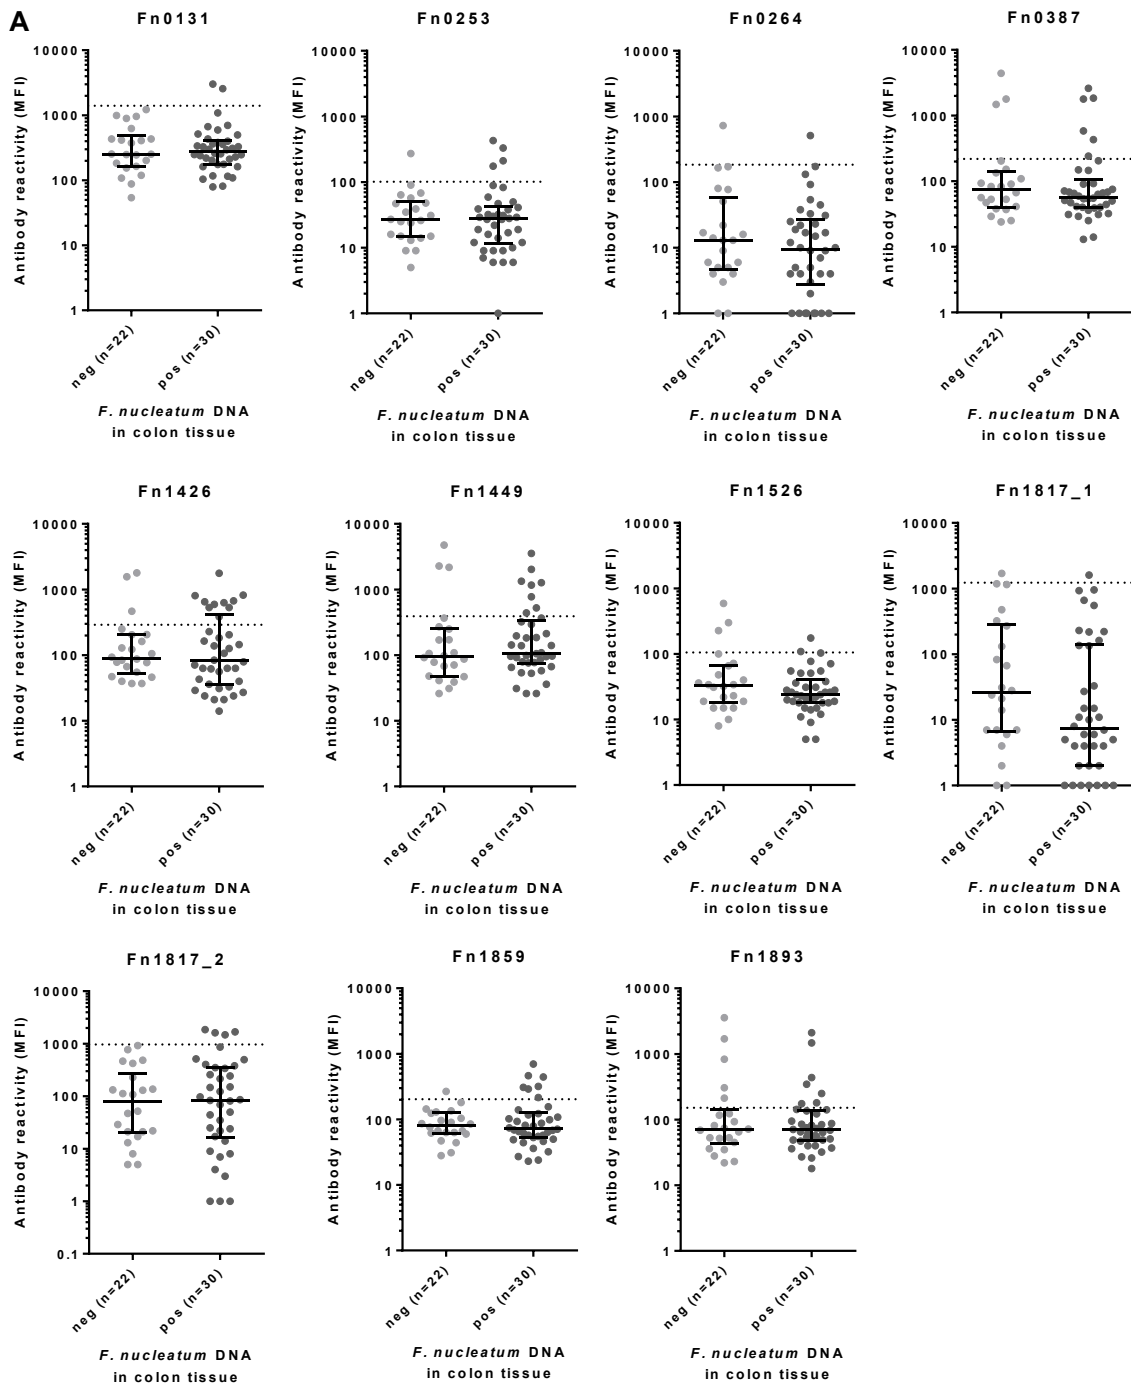 A
Fn0131
Antibody reactivity (MFI)
10000
1000
100
10
1
neg (n=22)
pos (n=30)
F. nucleatum DNA
in colon tissue
Fn0253
Antibody reactivity (MFI)
10000
1000
100
10
1
neg (n=22)
pos (n=30)
F. nucleatum DNA
in colon tissue
Fn0264
Antibody reactivity (MFI)
10000
1000
100
10
1
neg (n=22)
pos (n=30)
F. nucleatum DNA
in colon tissue
Fn0387
Antibody reactivity (MFI)
10000
1000
100
10
1
neg (n=22)
pos (n=30)
F. nucleatum DNA
in colon tissue
Fn1426
Antibody reactivity (MFI)
10000
1000
100
10
1
neg (n=22)
pos (n=30)
F. nucleatum DNA
in colon tissue
Fn1449
Antibody reactivity (MFI)
10000
1000
100
10
1
neg (n=22)
pos (n=30)
F. nucleatum DNA
in colon tissue
Fn1526
Antibody reactivity (MFI)
10000
1000
100
10
1
neg (n=22)
pos (n=30)
F. nucleatum DNA
in colon tissue
Fn1817_1
Antibody reactivity (MFI)
10000
1000
100
10
1
neg (n=22)
pos (n=30)
F. nucleatum DNA
in colon tissue
Fn1817_2
Antibody reactivity (MFI)
10000
1000
100
10
1
0.1
neg (n=22)
pos (n=30)
F. nucleatum DNA
in colon tissue
Fn1859
Antibody reactivity (MFI)
10000
1000
100
10
1
neg (n=22)
pos (n=30)
F. nucleatum DNA
in colon tissue
Fn1893
Antibody reactivity (MFI)
10000
1000
100
10
1
neg (n=22)
pos (n=30)
F. nucleatum DNA
in colon tissue